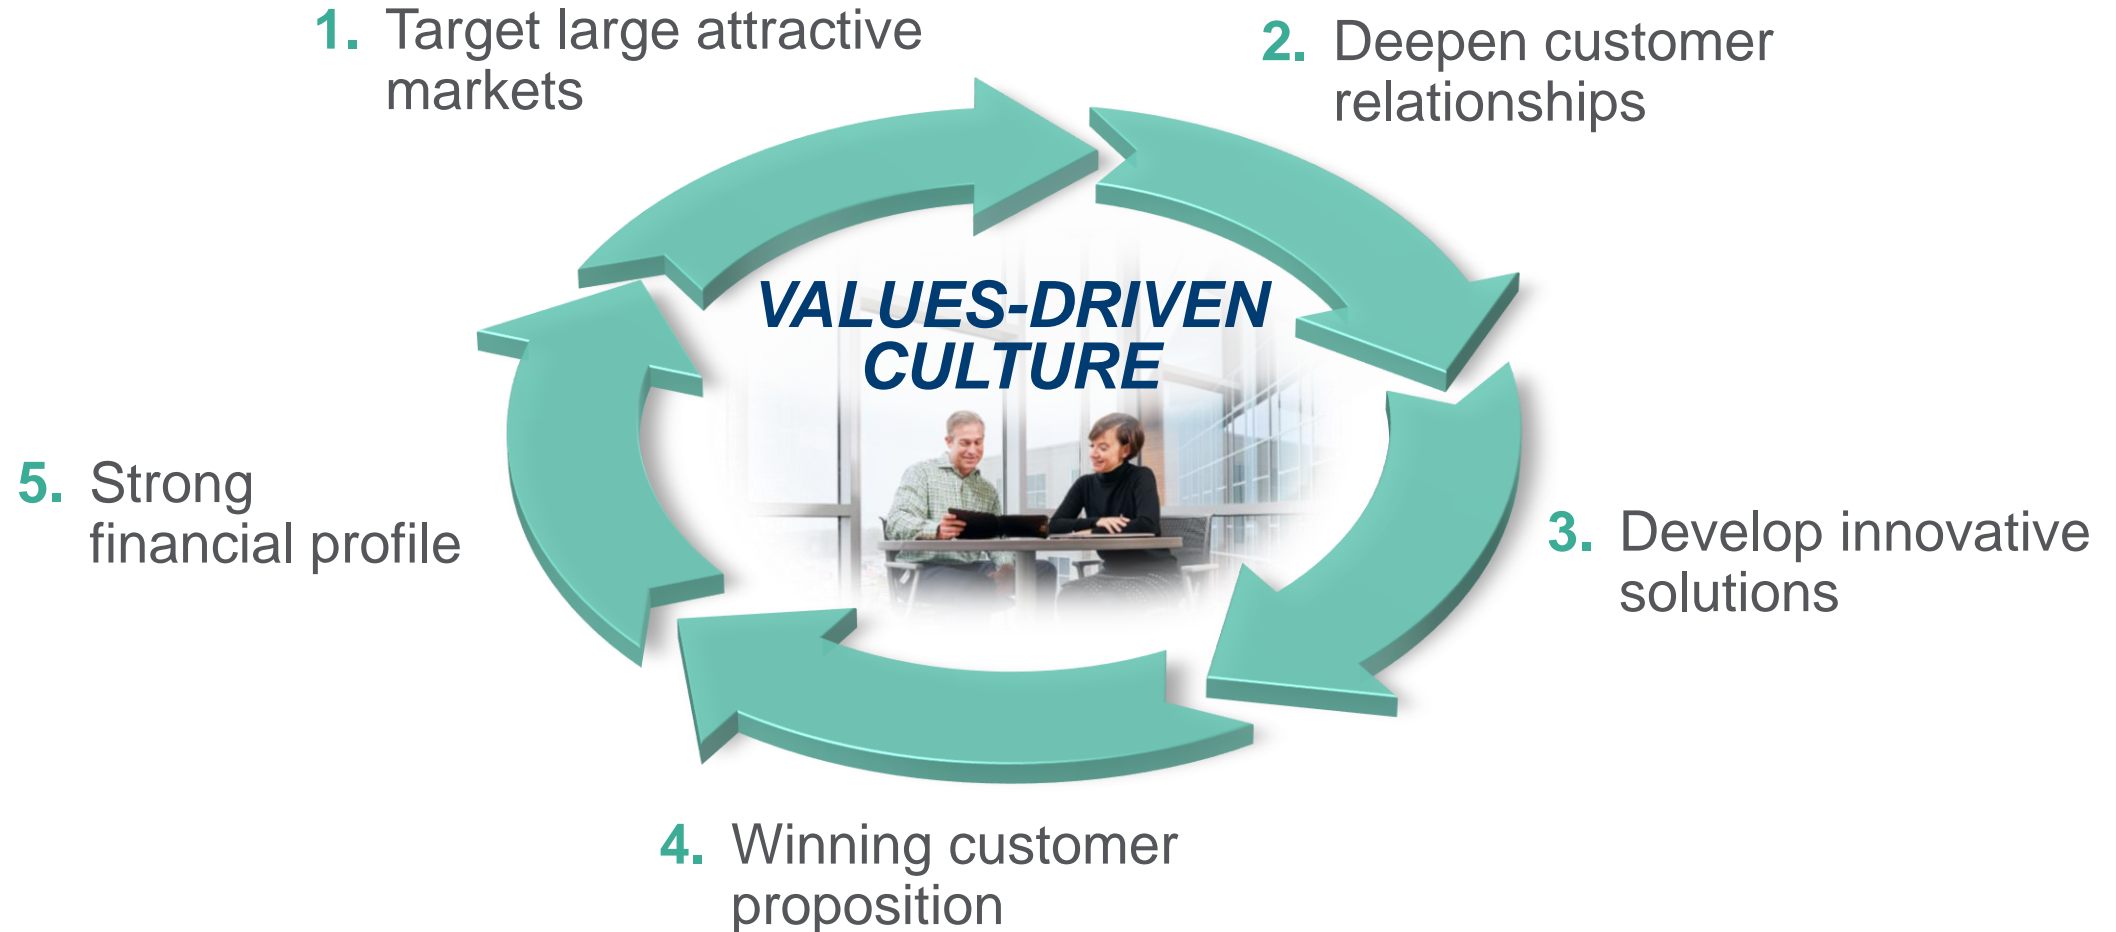 1. Target large attractive
markets
2. Deepen customer
relationships
VALUES-DRIVEN
CULTURE
3. Develop innovative
solutions
4. Winning customer
proposition
5. Strong
financial profile